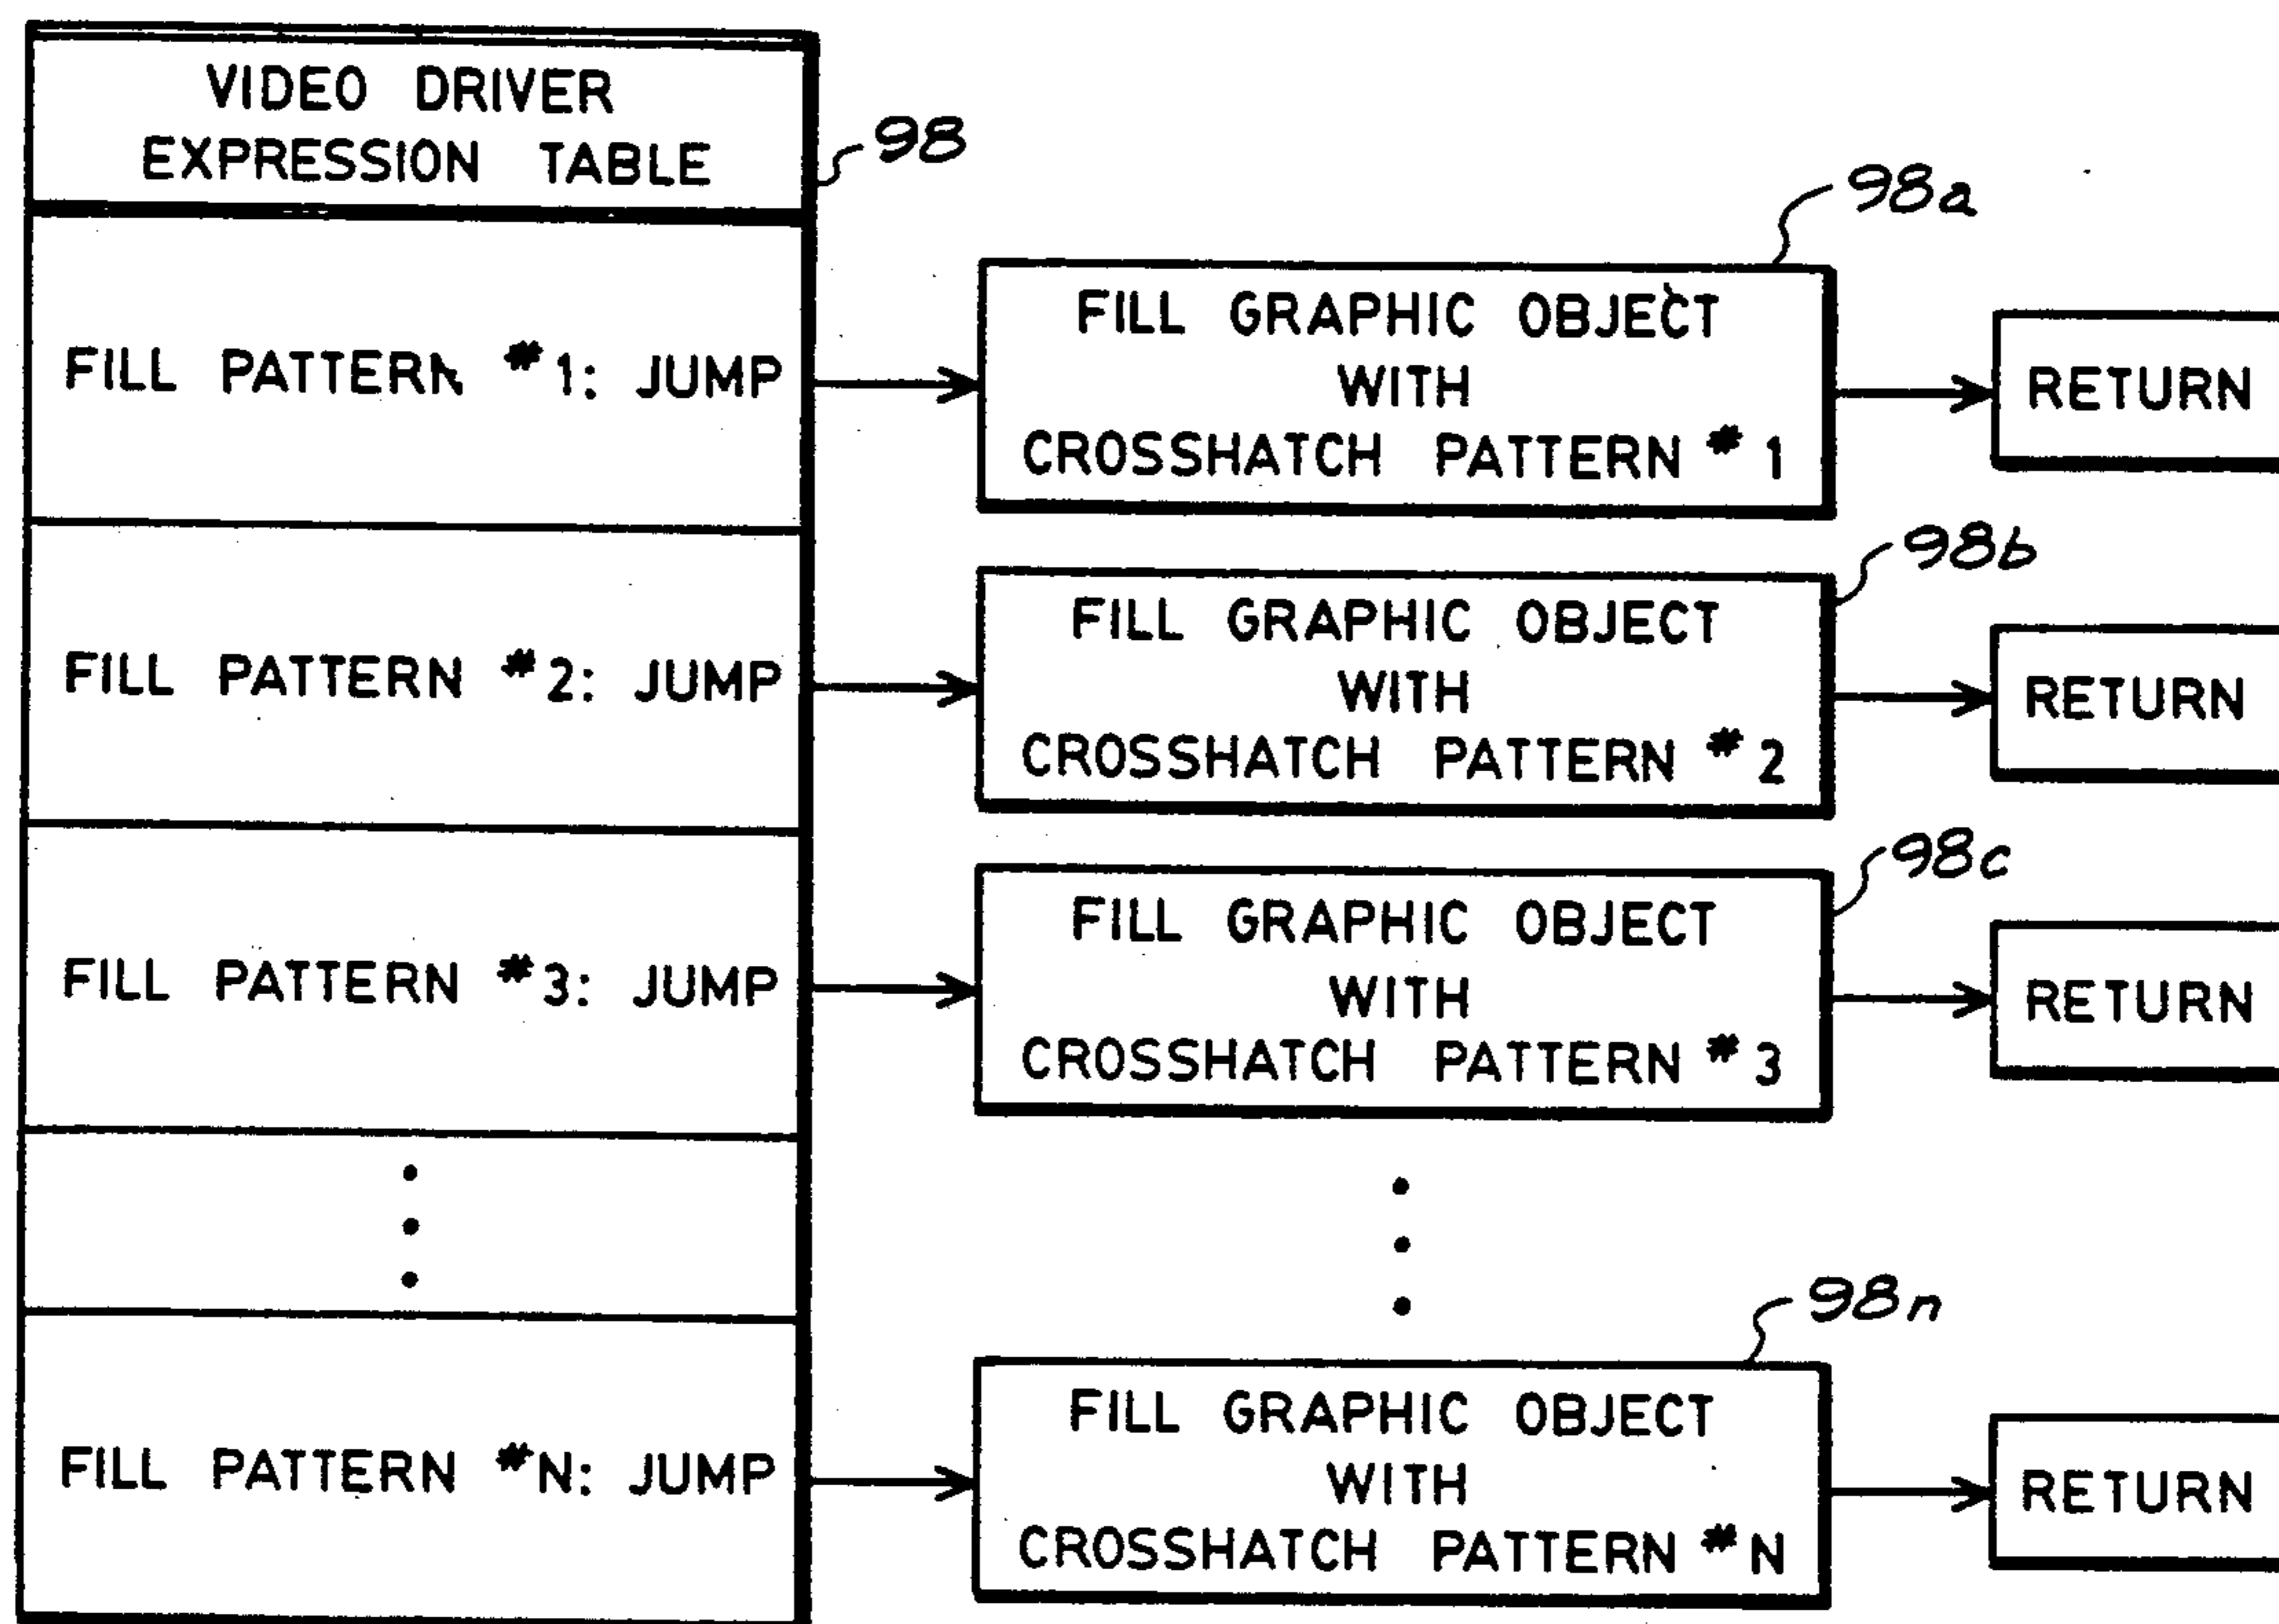 VIDEO DRIVER
EXPRESSION TABLE
98
98a
FILL PATTERN #1: JUMP
FILL GRAPHIC OBJECT
WITH
CROSSHATCH PATTERN #1
RETURN
98b
FILL PATTERN #2: JUMP
FILL GRAPHIC OBJECT
WITH
CROSSHATCH PATTERN #2
RETURN
98c
FILL PATTERN #3: JUMP
FILL GRAPHIC OBJECT
WITH
CROSSHATCH PATTERN #3
RETURN
98n
FILL PATTERN #N: JUMP
FILL GRAPHIC OBJECT
WITH
CROSSHATCH PATTERN #N
RETURN